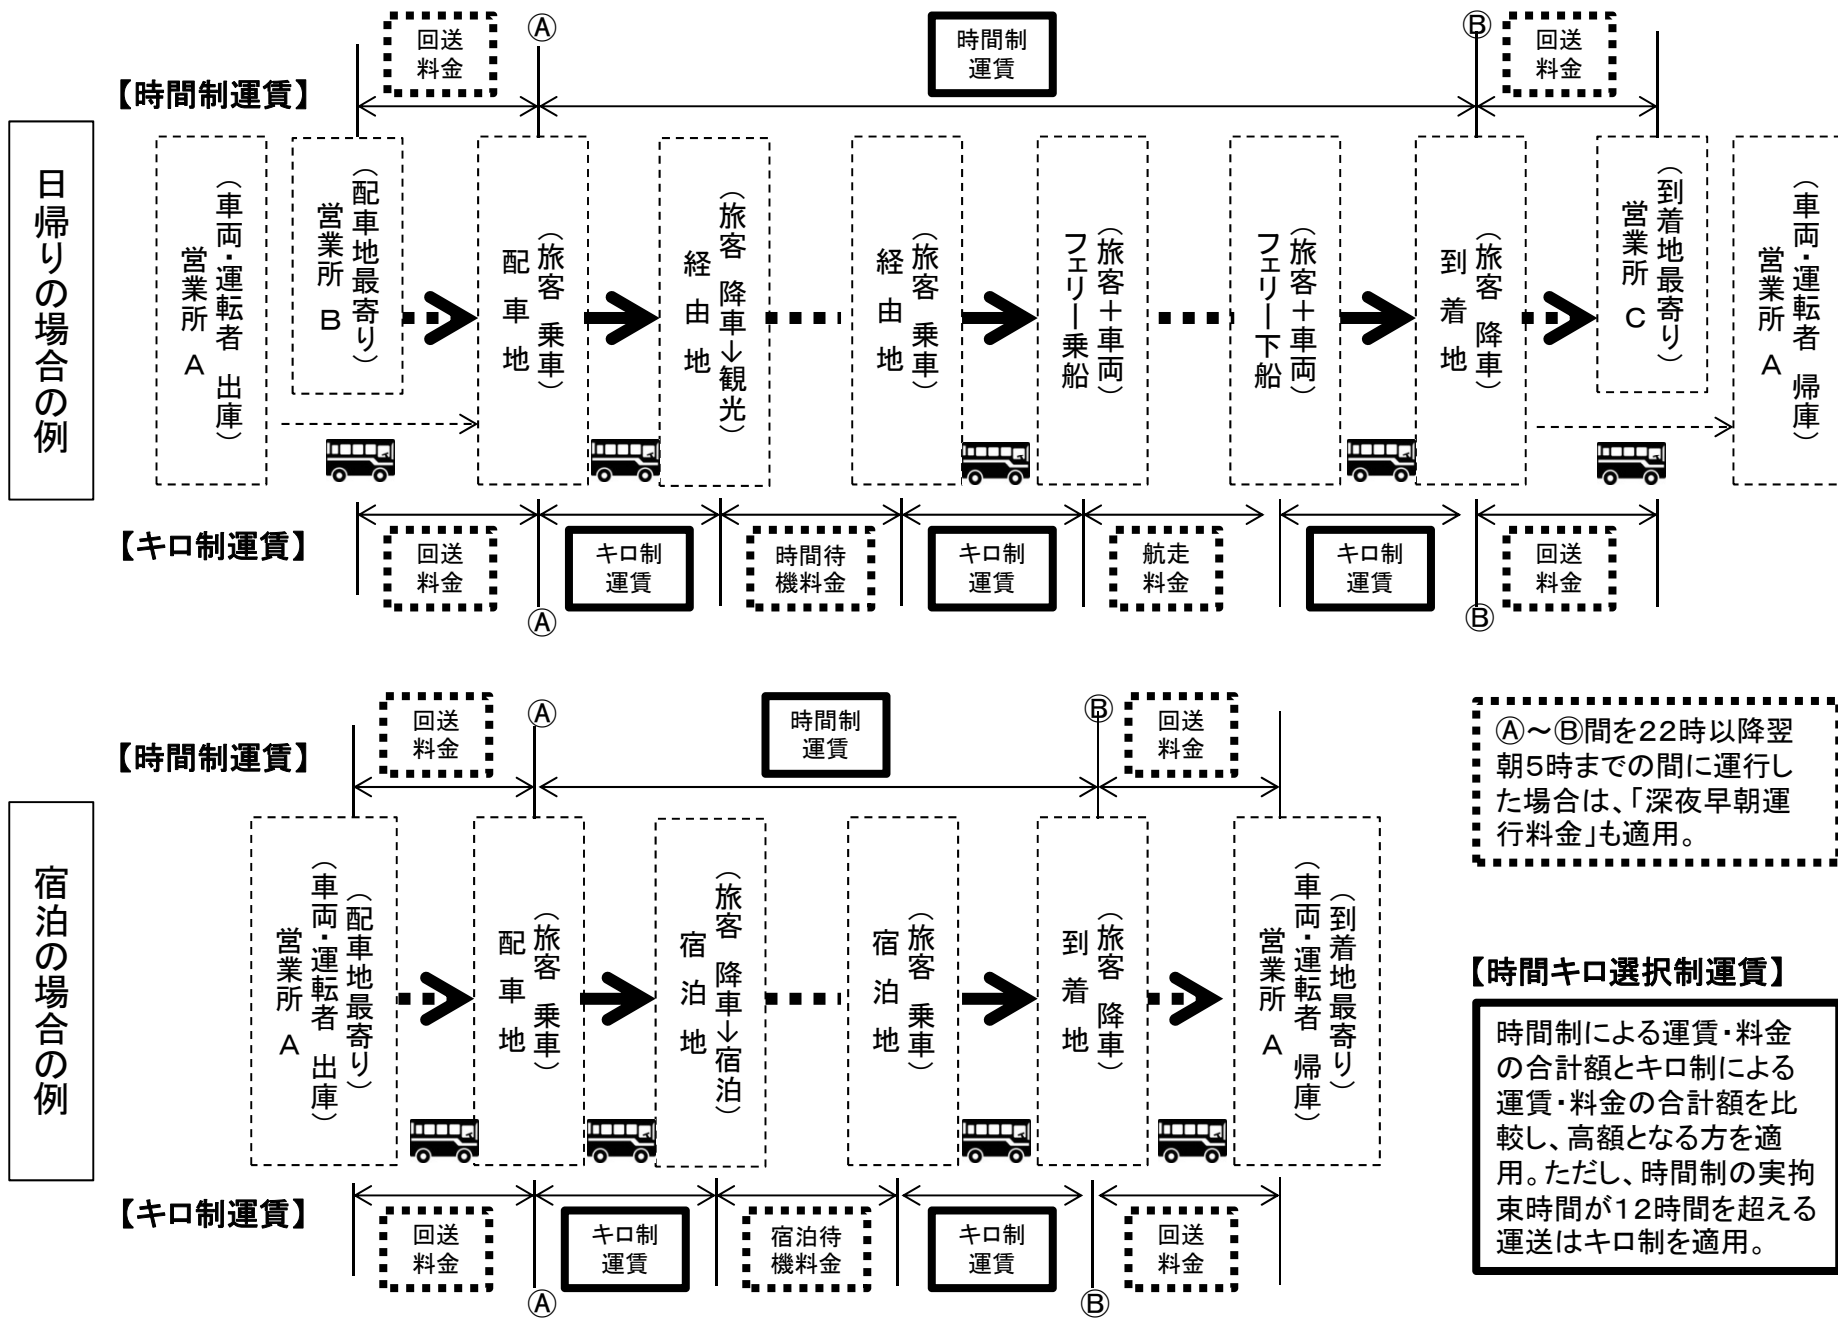 日帰りの場合の例
【時間制運賃】
回送
料金
Ⓐ
時間制
運賃
Ⓑ
回送
料金
(車両・運転者 出庫)
営業所 A
(配車地最寄り)
営業所 B
(旅客 乗車)
配車地
(旅客 降車→観光)
経由地
(旅客 乗車)
経由地
(旅客+車両)
フェリー乗船
(旅客+車両)
フェリー下船
(旅客 降車)
到着地
(到着地最寄り)
営業所 C
(車両・運転者 帰庫)
営業所 A
【キロ制運賃】
回送
料金
Ⓐ
キロ制
運賃
時間待
機料金
キロ制
運賃
航走
料金
キロ制
運賃
Ⓑ
回送
料金
宿泊の場合の例
【時間制運賃】
回送
料金
Ⓐ
時間制
運賃
Ⓑ
回送
料金
(配車地最寄り)
(車両・運転者 出庫)
営業所 A
(旅客 乗車)
配車地
(旅客 降車→宿泊)
宿泊地
(旅客 乗車)
宿泊地
(旅客 降車)
到着地
(到着地最寄り)
(車両・運転者 帰庫)
営業所 A
【キロ制運賃】
回送
料金
Ⓐ
キロ制
運賃
宿泊待
機料金
キロ制
運賃
Ⓑ
回送
料金
Ⓐ~Ⓑ間を22時以降翌
朝5時までの間に運行し
た場合は、「深夜早朝運
行料金」も適用。
【時間キロ選択制運賃】
時間制による運賃・料金
の合計額とキロ制による
運賃・料金の合計額を比
較し、高額となる方を適
用。ただし、時間制の実拘
束時間が12時間を超える
運送はキロ制を適用。